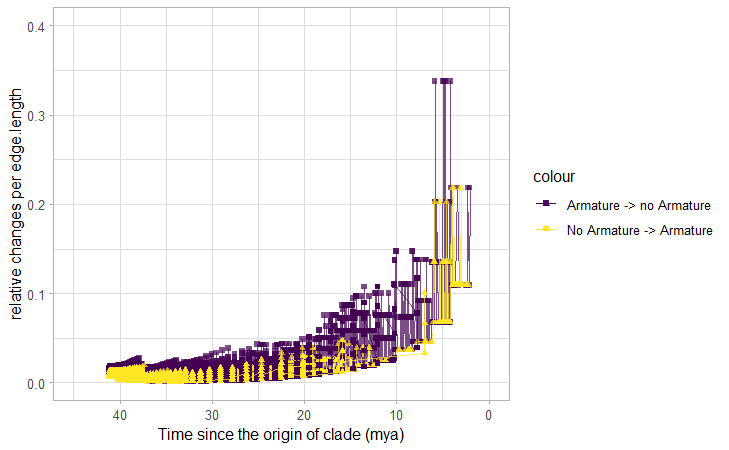 relative changes per edge.length
0.4
0.3
0.2
0.1
0.0
40
30
20
10
0
Time since the origin of clade (mya)
colour
Armature -> no Armature
No Armature -> Armature